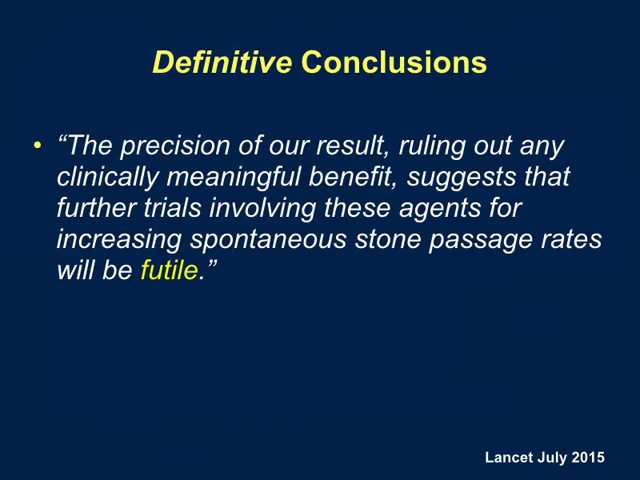 Definitive Conclusions
• “The precision of our result, ruling out any
clinically meaningful benefit, suggests that
further trials involving these agents for
increasing spontaneous stone passage rates
will be futile.”
Lancet July 2015